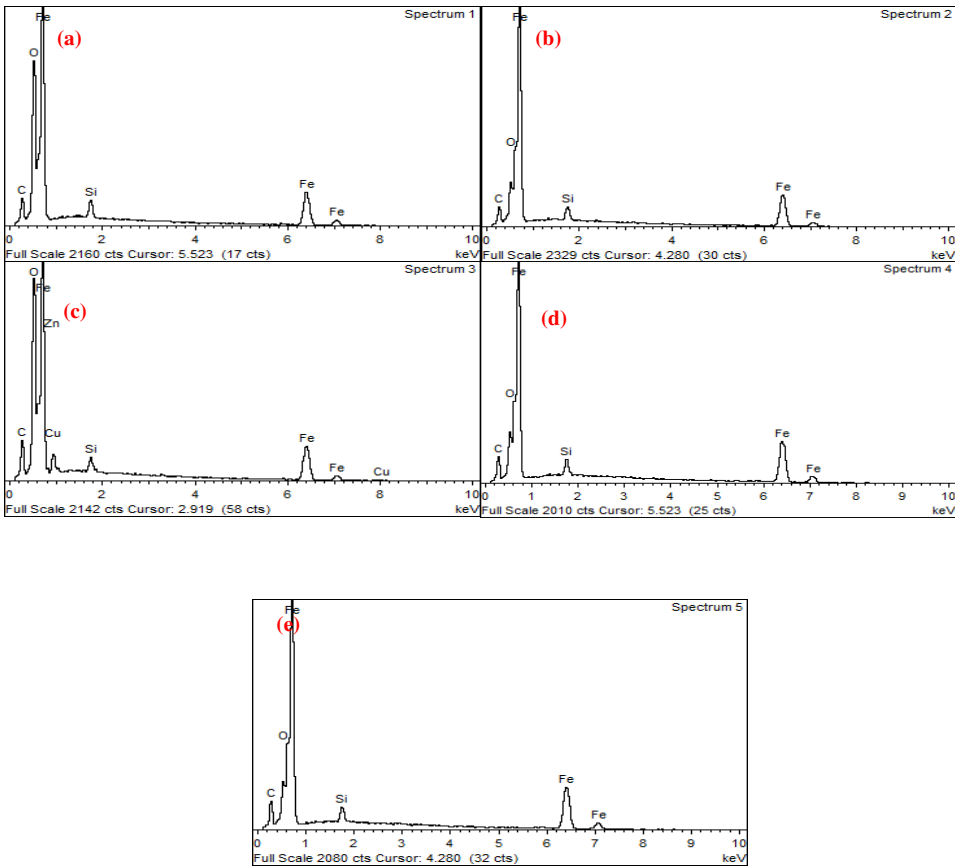 Spectrum 1
Fe
(a)
O
C
Si
Fe
Fe
0 2 4 6 8 10
Full Scale 2160 cts Cursor: 5.523 (17 cts) keV
Spectrum 2
Fe
(b)
O
C
Si
Fe
Fe
0 2 4 6 8 10
Full Scale 2329 cts Cursor: 4.280 (30 cts) keV
Spectrum 3
O
Fe
(c)
Zn
C
Cu
Si
Fe
Fe
Cu
0 2 4 6 8 10
Full Scale 2142 cts Cursor: 2.919 (58 cts) keV
Spectrum 4
Fe
(d)
O
C
Si
Fe
Fe
0 1 2 3 4 5 6 7 8 9 10
Full Scale 2010 cts Cursor: 5.523 (25 cts) keV
Spectrum 5
Fe
(e)
O
C
Si
Fe
Fe
0 1 2 3 4 5 6 7 8 9 10
Full Scale 2080 cts Cursor: 4.280 (32 cts) keV